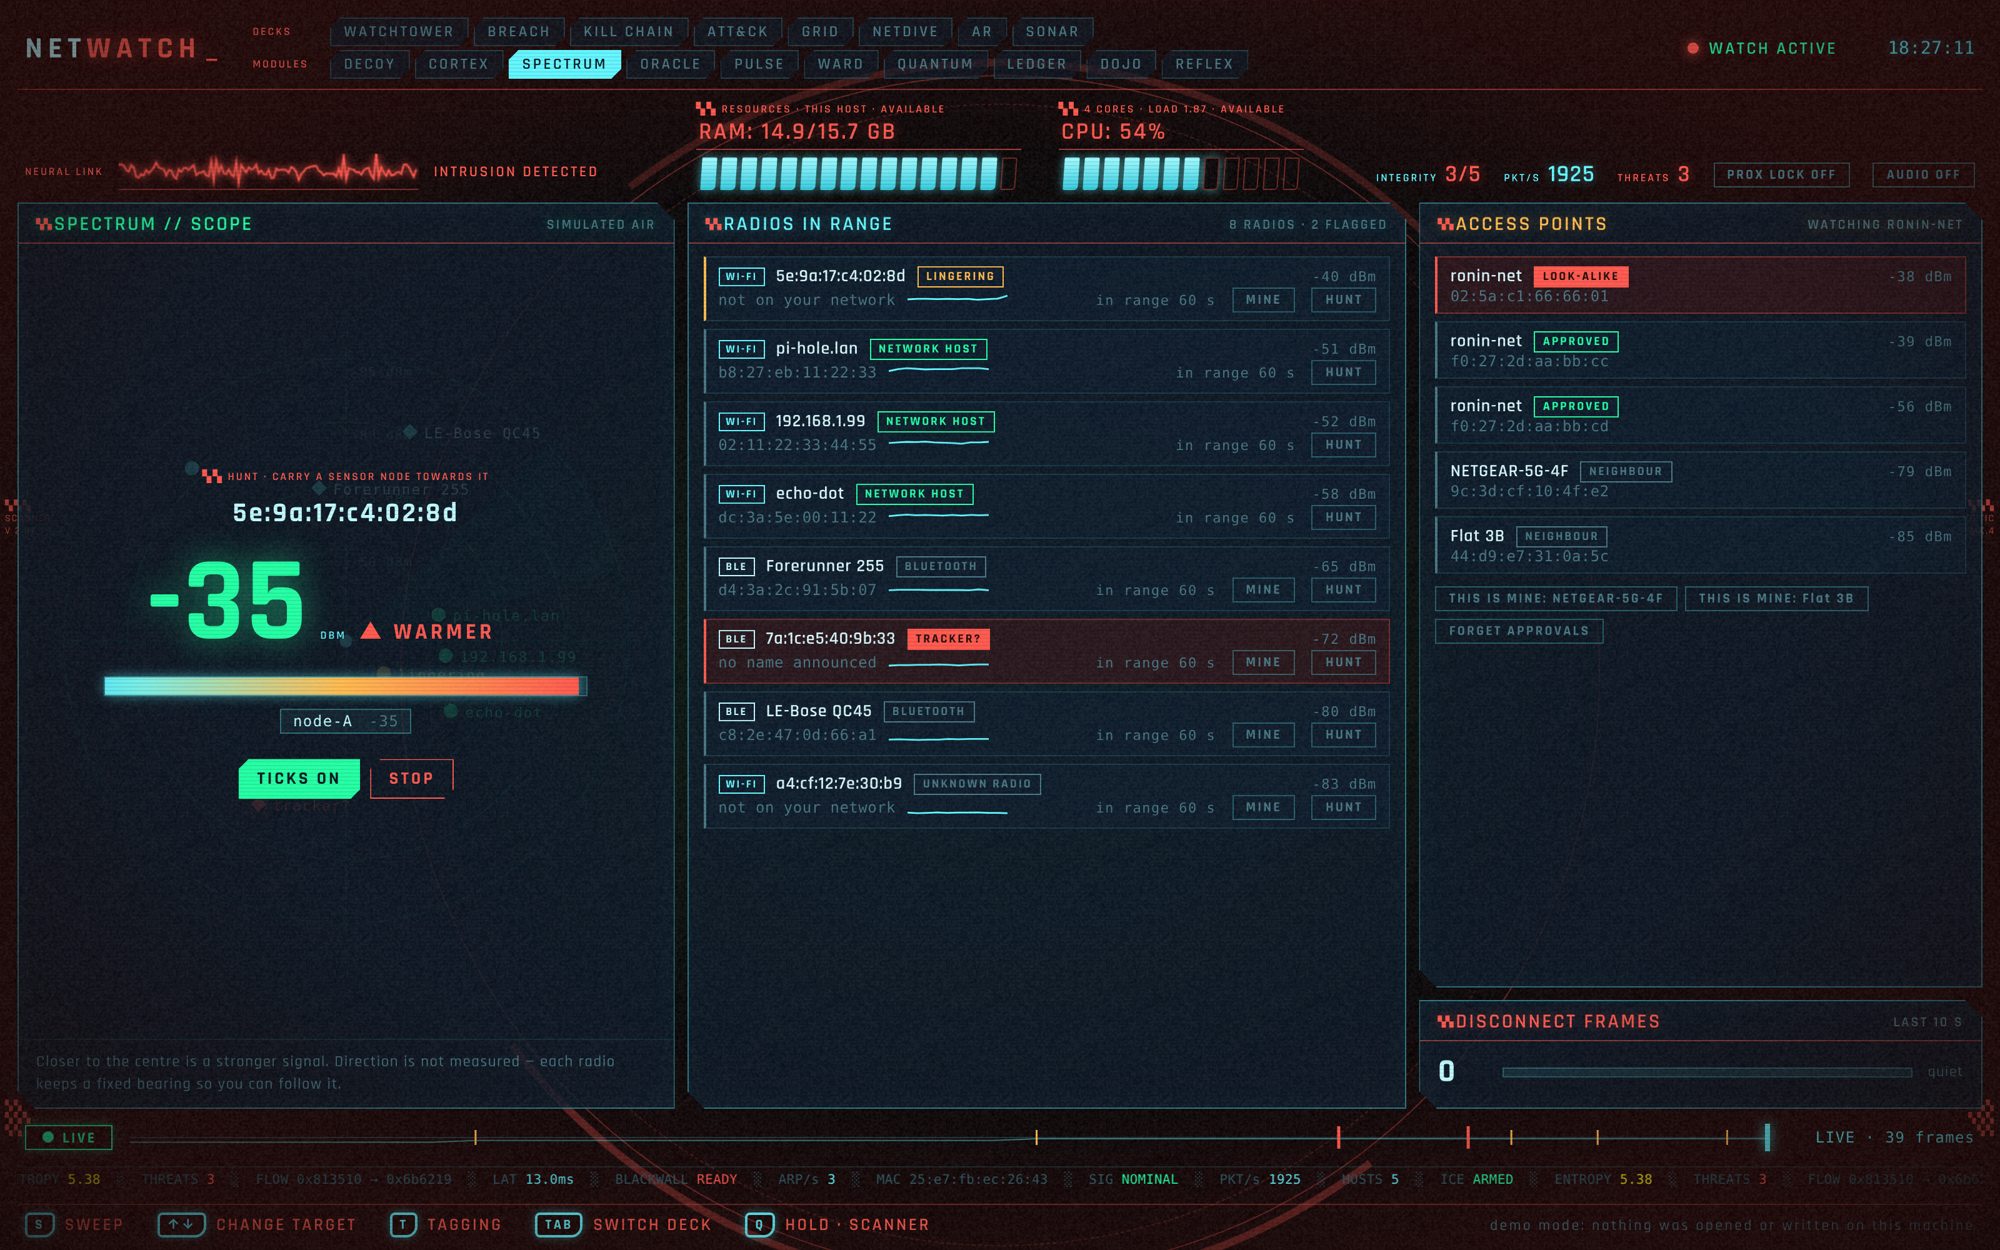 NETWATCH_
DECKS
WATCHTOWER BREACH KILL CHAIN ATT&CK GRID NETDIVE AR SONAR
MODULES
DECOY CORTEX SPECTRUM ORACLE PULSE WARD QUANTUM LEDGER DOJO REFLEX
WATCH ACTIVE 18:27:11
NEURAL LINK
INTRUSION DETECTED
RESOURCES · THIS HOST · AVAILABLE
RAM: 14.9/15.7 GB
4 CORES · LOAD 1.87 · AVAILABLE
CPU: 54%
INTEGRITY 3/5 PKT/S 1925 THREATS 3 PROX LOCK OFF AUDIO OFF
SPECTRUM // SCOPE SIMULATED AIR
LE-Bose QC45
HUNT · CARRY A SENSOR NODE TOWARDS IT
Forerunner 255
5e:9a:17:c4:02:8d
-35 DBM WARMER
pi-hole.lan
192.168.1.99
node-A -35
echo-dot
TICKS ON STOP
Closer to the centre is a stronger signal. Direction is not measured — each radio
keeps a fixed bearing so you can follow it.
RADIOS IN RANGE 8 RADIOS · 2 FLAGGED
WI-FI 5e:9a:17:c4:02:8d LINGERING -40 dBm
not on your network in range 60 s MINE HUNT
WI-FI pi-hole.lan NETWORK HOST -51 dBm
b8:27:eb:11:22:33 in range 60 s HUNT
WI-FI 192.168.1.99 NETWORK HOST -52 dBm
02:11:22:33:44:55 in range 60 s HUNT
WI-FI echo-dot NETWORK HOST -58 dBm
dc:3a:5e:00:11:22 in range 60 s HUNT
BLE Forerunner 255 BLUETOOTH -65 dBm
d4:3a:2c:91:5b:07 in range 60 s MINE HUNT
BLE 7a:1c:e5:40:9b:33 TRACKER? -72 dBm
no name announced in range 60 s MINE HUNT
BLE LE-Bose QC45 BLUETOOTH -80 dBm
c8:2e:47:0d:66:a1 in range 60 s MINE HUNT
WI-FI a4:cf:12:7e:30:b9 UNKNOWN RADIO -83 dBm
not on your network in range 60 s MINE HUNT
ACCESS POINTS WATCHING RONIN-NET
ronin-net LOOK-ALIKE -38 dBm
02:5a:c1:66:66:01
ronin-net APPROVED -39 dBm
f0:27:2d:aa:bb:cc
ronin-net APPROVED -56 dBm
f0:27:2d:aa:bb:cd
NETGEAR-5G-4F NEIGHBOUR -79 dBm
9c:3d:cf:10:4f:e2
Flat 3B NEIGHBOUR -85 dBm
44:d9:e7:31:0a:5c
THIS IS MINE: NETGEAR-5G-4F THIS IS MINE: Flat 3B
FORGET APPROVALS
DISCONNECT FRAMES LAST 10 S
0 quiet
LIVE LIVE · 39 frames
TROPY 5.38 THREATS 3 FLOW 0x813510 → 0x6b6219 LAT 13.0ms BLACKWALL READY ARP/s 3 MAC 25:e7:fb:ec:26:43 SIG NOMINAL PKT/s 1925 HOSTS 5 ICE ARMED ENTROPY 5.38 THREATS 3 FLOW 0x813510 → 0x6b6
S SWEEP ↑↓ CHANGE TARGET T TAGGING TAB SWITCH DECK Q HOLD · SCANNER
demo mode: nothing was opened or written on this machine